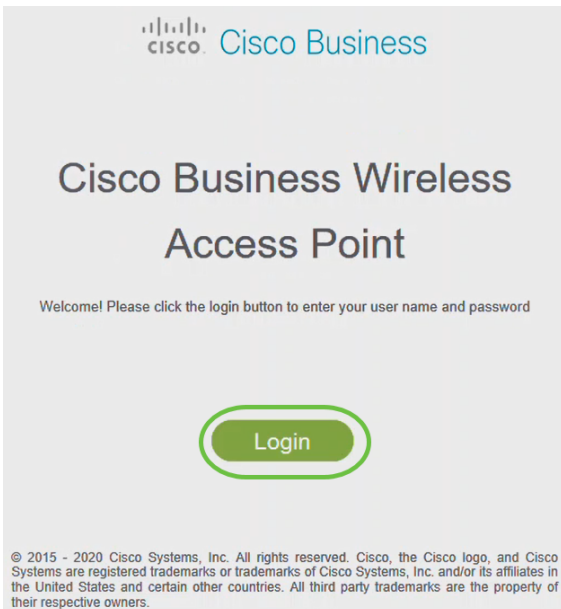 CISCO Cisco Business
Cisco Business Wireless
Access Point
Welcome! Please click the login button to enter your user name and password
Login
© 2015 - 2020 Cisco Systems, Inc. All rights reserved. Cisco, the Cisco logo, and Cisco
Systems are registered trademarks or trademarks of Cisco Systems, Inc. and/or its affiliates in
the United States and certain other countries. All third party trademarks are the property of
their respective owners.